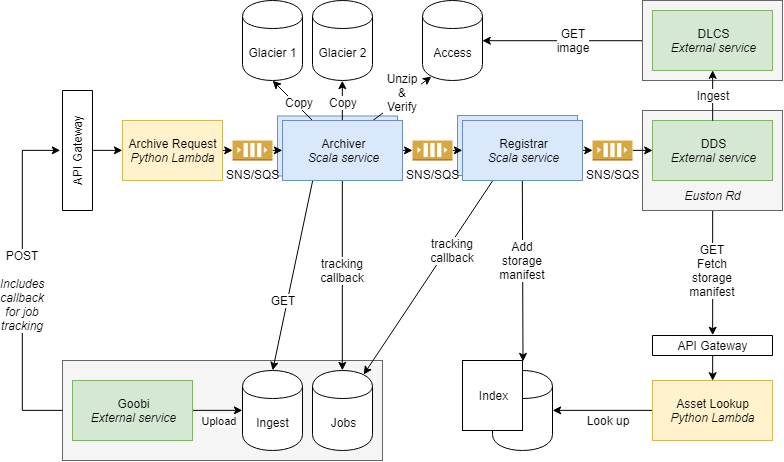 Glacier 1
Glacier 2
Access
GET
image
DLCS
External service
Unzip
&
Verify
Copy
Copy
Ingest
API Gateway
Archive Request
Python Lambda
SNS/SQS
Archiver
Scala service
SNS/SQS
Registrar
Scala service
SNS/SQS
DDS
External service
Euston Rd
POST
Includes
callback
for job
tracking
GET
tracking
callback
tracking
callback
Add
storage
manifest
GET
Fetch
storage
manifest
API Gateway
Goobi
External service
Upload
Ingest
Jobs
Index
Look up
Asset Lookup
Python Lambda